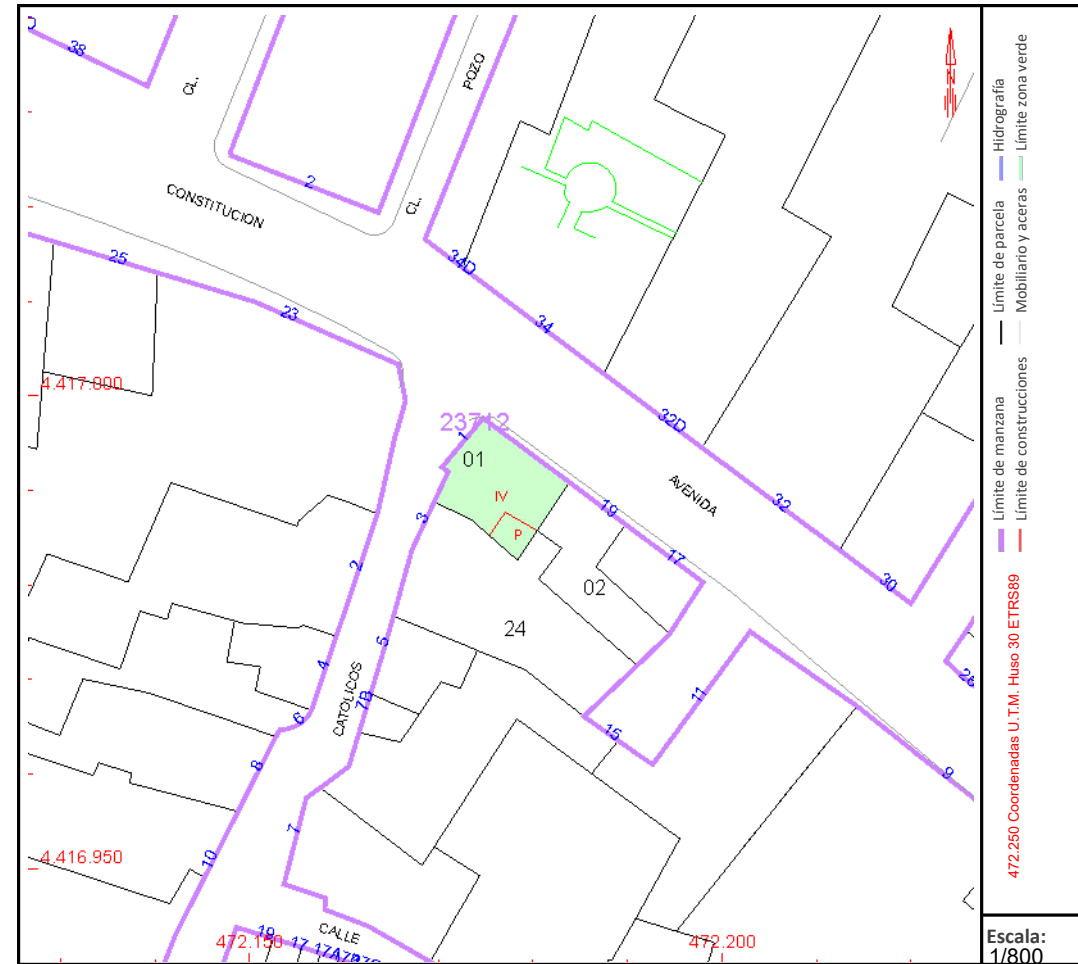 38
CL.
POZO
2
CL.
CONSTITUCION
25
23
34D
34
4.417.000
23712
1
01
32D
IV
AVENIDA
19
32
3
P
17
30
2
02
24
5
4
CATOLICOS
7B
28
11
6
15
8
9
7
4.416.950
10
CALLE
19
17
17A
472.150
472.200
Hidrografía
Límite zona verde
Límite de parcela
Mobiliario y aceras
Límite de manzana
Límite de construcciones
472.250 Coordenadas U.T.M. Huso 30 ETRS89
Escala:
1/800